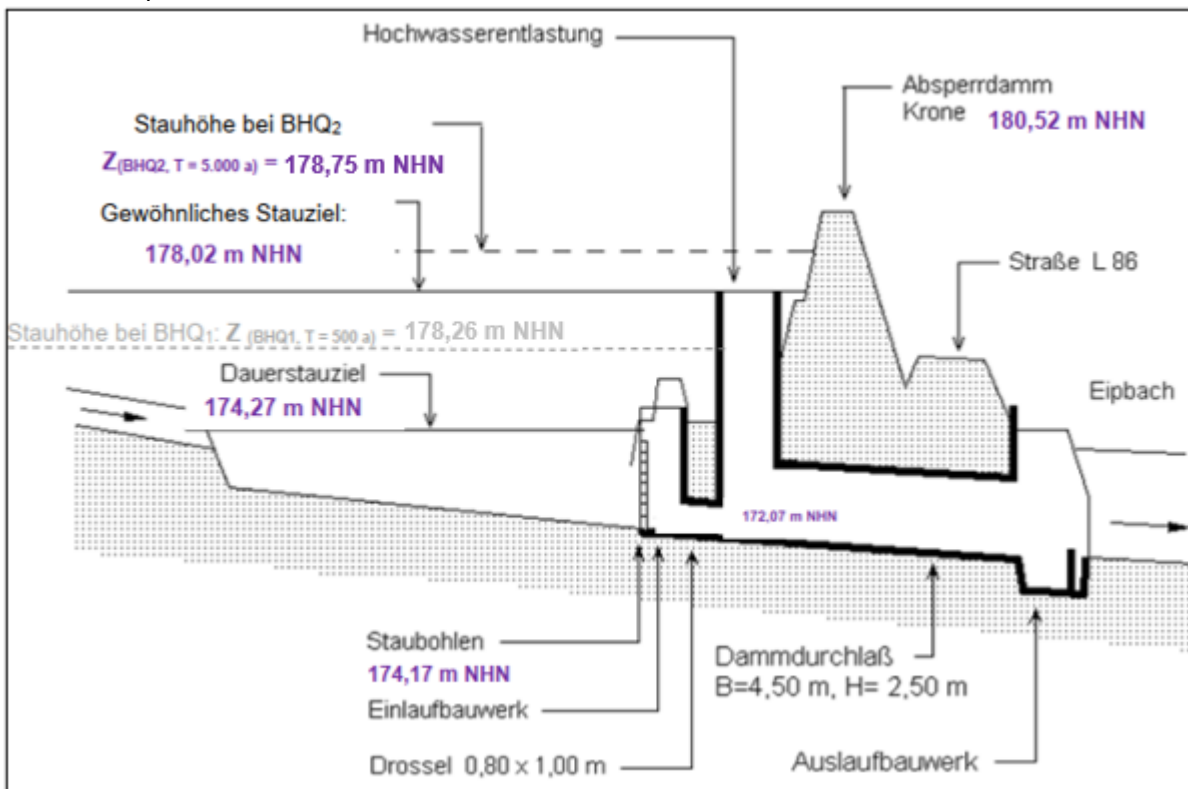 Hochwasserentlastung
Absperrdamm
Krone 180,52 m NHN
Stauhöhe bei BHQ2
Z(BHQ2, T = 5.000 a) = 178,75 m NHN
Gewöhnliches Stauziel:
178,02 m NHN
Straße L 86
Stauhöhe bei BHQ1: Z (BHQ1, T = 500 a) = 178,26 m NHN
Dauerstauziel
174,27 m NHN
Eipbach
172,07 m NHN
Staubohlen
174,17 m NHN
Einlaufbauwerk
Drossel 0,80 x 1,00 m
Dammdurchlaß
B=4,50 m, H= 2,50 m
Auslaufbauwerk